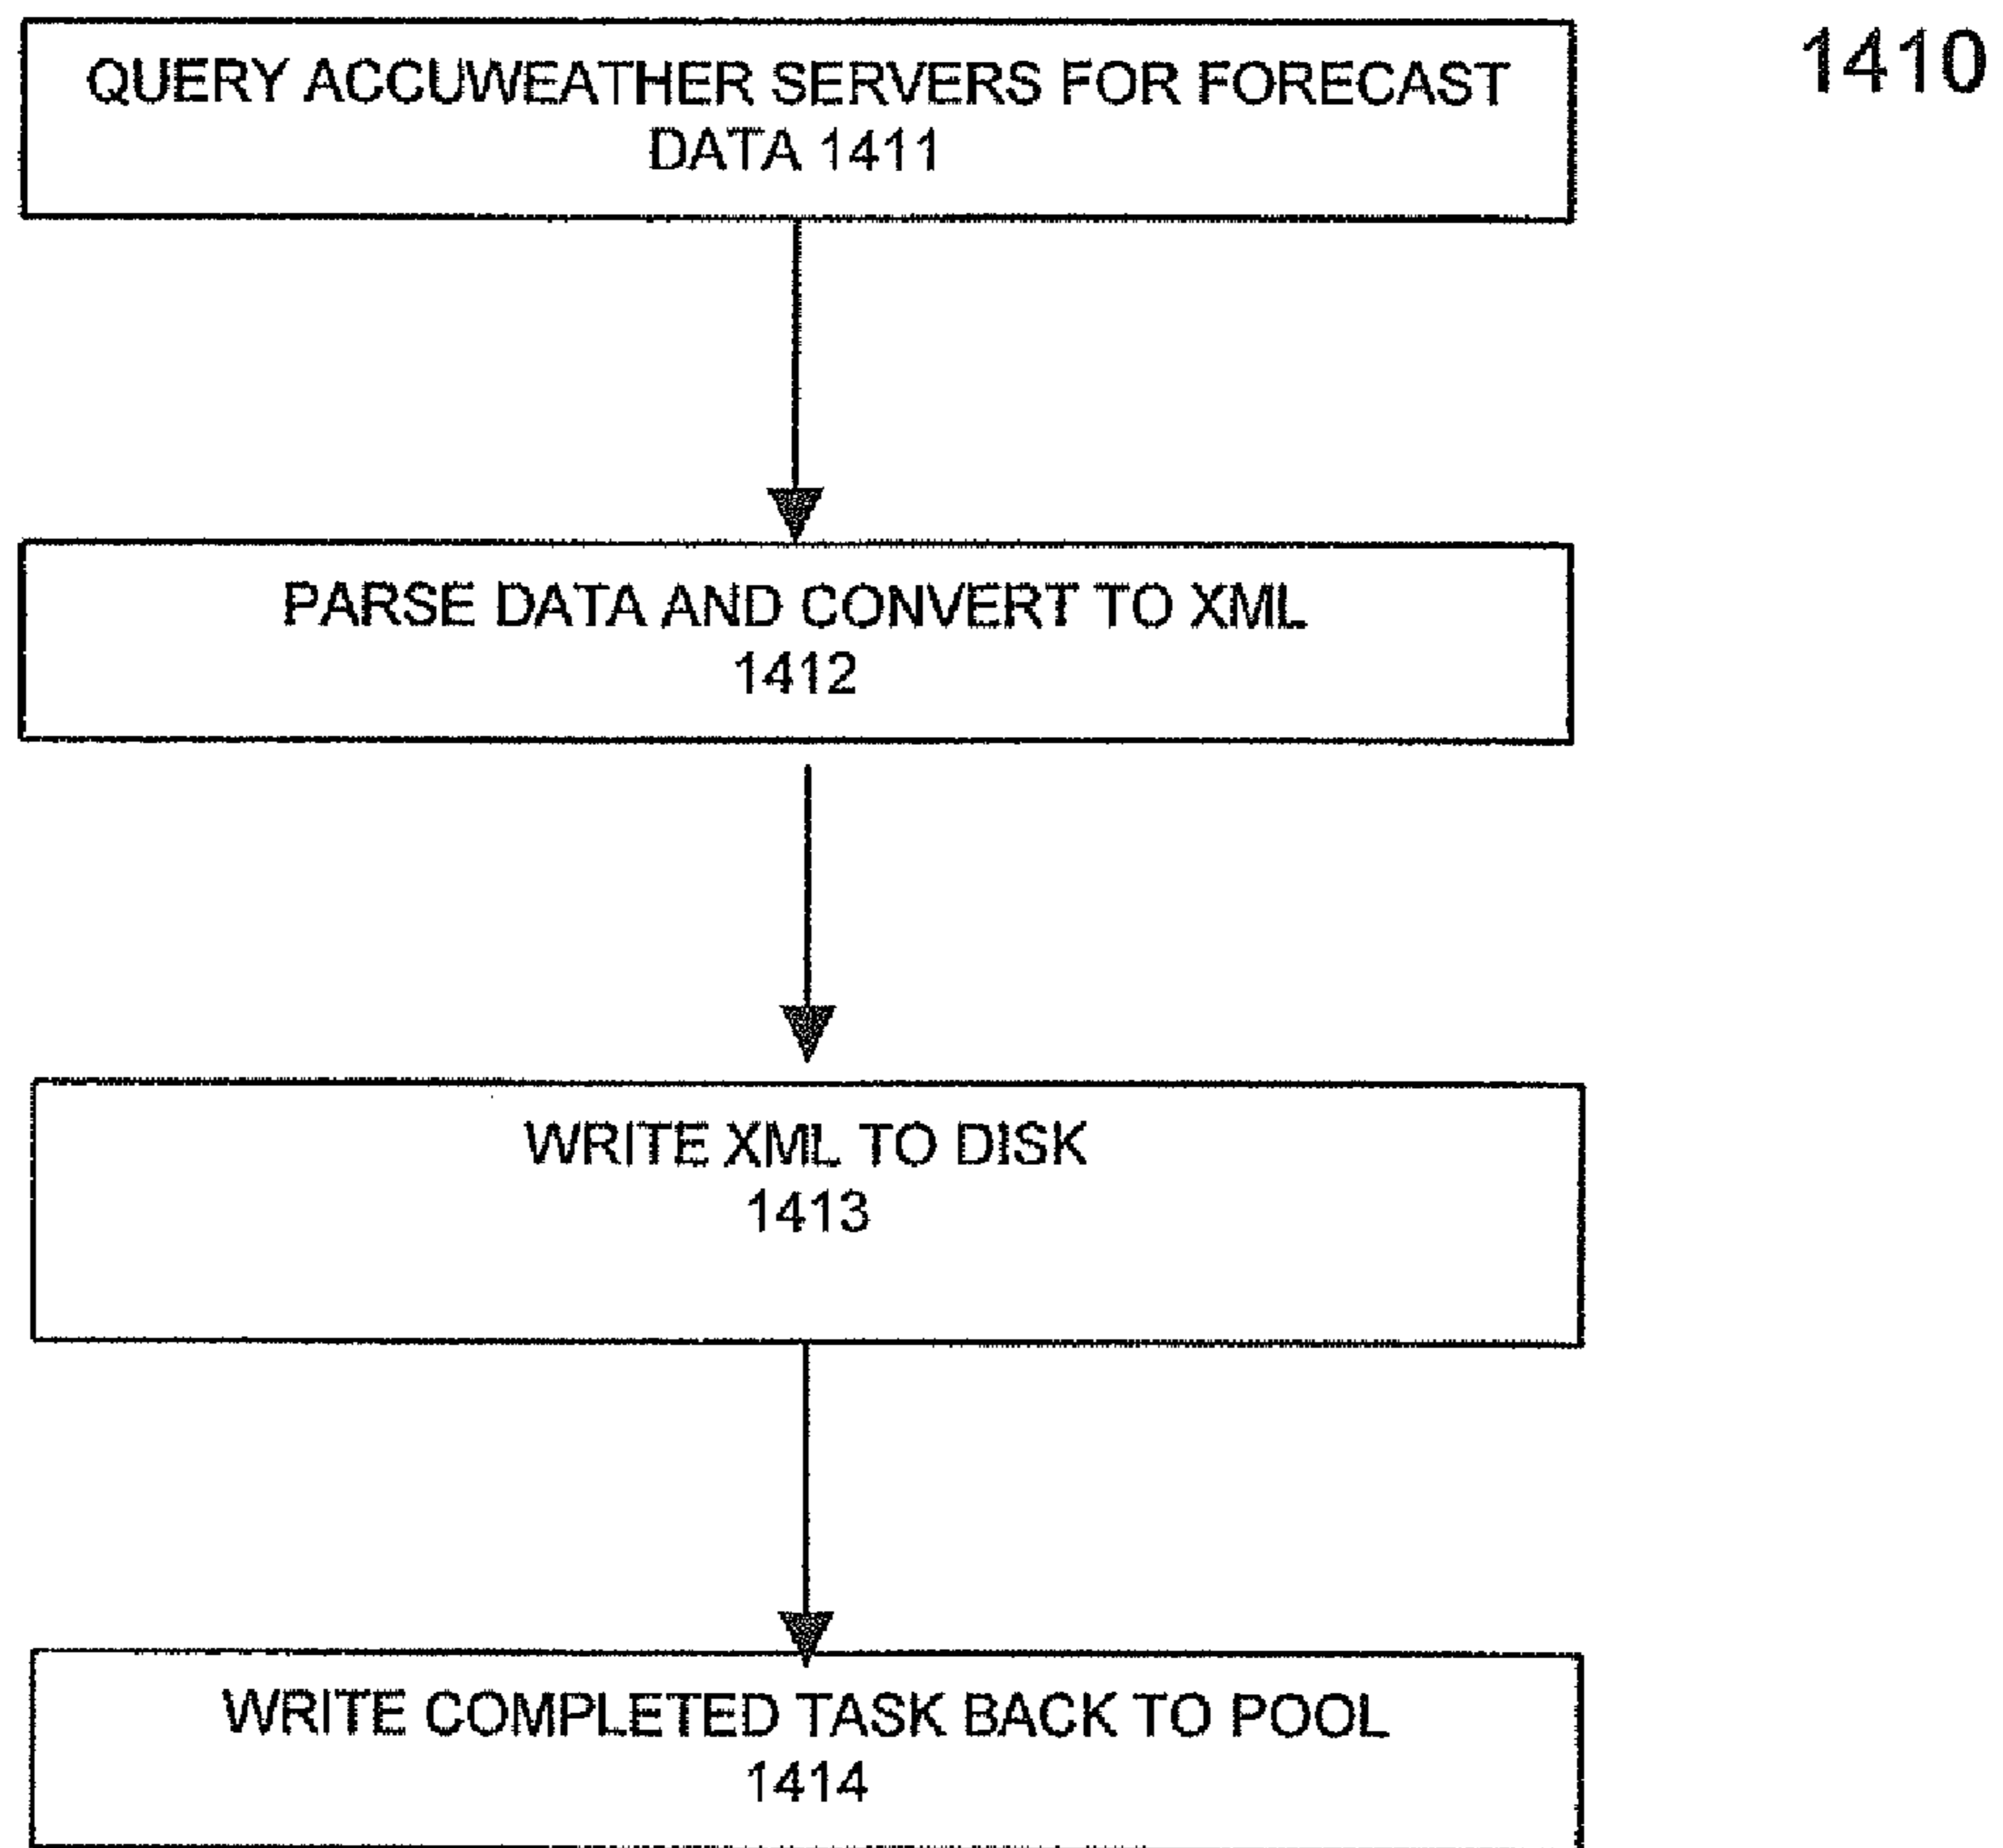 QUERY ACCUWEATHER SERVERS FOR FORECAST
DATA 1411
1410
PARSE DATA AND CONVERT TO XML
1412
WRITE XML TO DISK
1413
WRITE COMPLETED TASK BACK TO POOL
1414